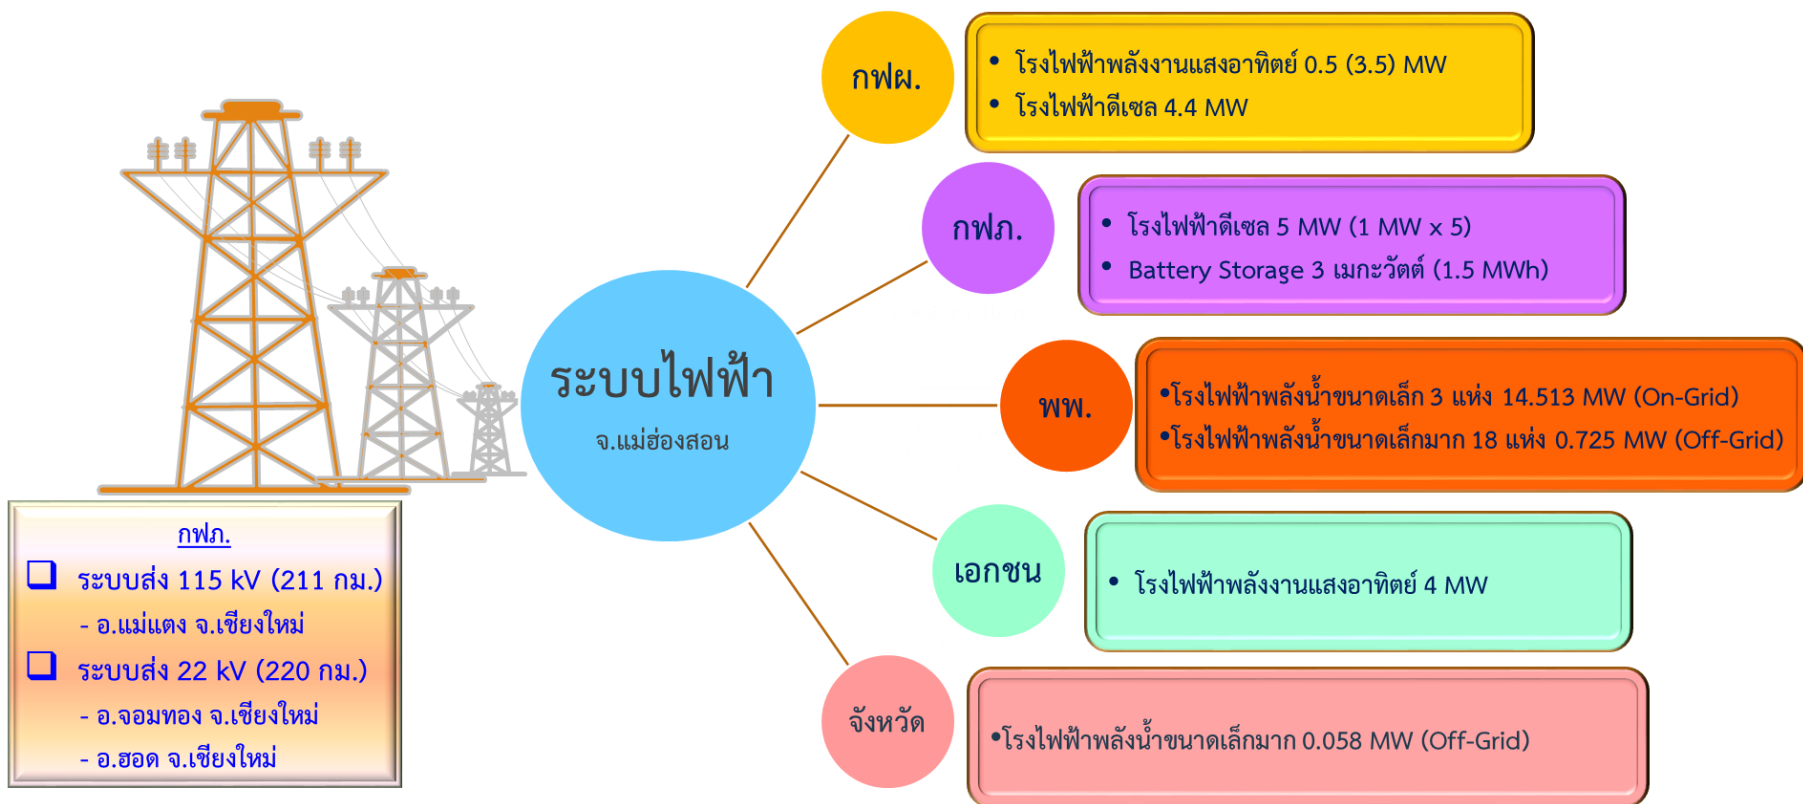 กฟผ.
• โรงไฟฟ้าพลังงานแสงอาทิตย์ 0.5 (3.5) MW
• โรงไฟฟ้าดีเซล 4.4 MW
กฟภ.
• โรงไฟฟ้าดีเซล 5 MW (1 MW x 5)
• Battery Storage 3 เมกะวัตต์ (1.5 MWh)
ระบบไฟฟ้า
จ.แม่ฮ่องสอน
พพ.
•โรงไฟฟ้าพลังน้ำขนาดเล็ก 3 แห่ง 14.513 MW (On-Grid)
•โรงไฟฟ้าพลังน้ำขนาดเล็กมาก 18 แห่ง 0.725 MW (Off-Grid)
เอกชน
• โรงไฟฟ้าพลังงานแสงอาทิตย์ 4 MW
จังหวัด
•โรงไฟฟ้าพลังน้ำขนาดเล็กมาก 0.058 MW (Off-Grid)
กฟภ.
❑ ระบบส่ง 115 kV (211 กม.)
- อ.แม่แตง จ.เชียงใหม่
❑ ระบบส่ง 22 kV (220 กม.)
- อ.จอมทอง จ.เชียงใหม่
- อ.ฮอด จ.เชียงใหม่